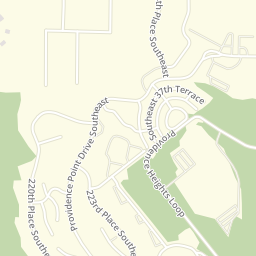 th Place Southeast
Southeast 37th Terrace
Providence Point Drive Southeast
Providence Heights Loop
220th Place Southe
223rd Place Southe